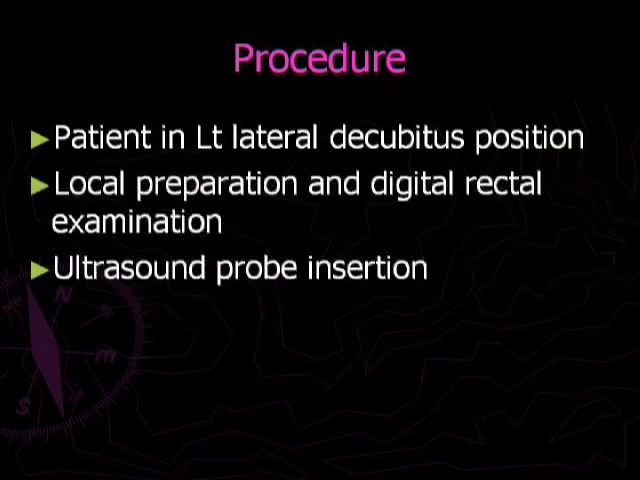 Procedure
►Patient in Lt lateral decubitus position
►Local preparation and digital rectal
examination
►Ultrasound probe insertion
N
m
S